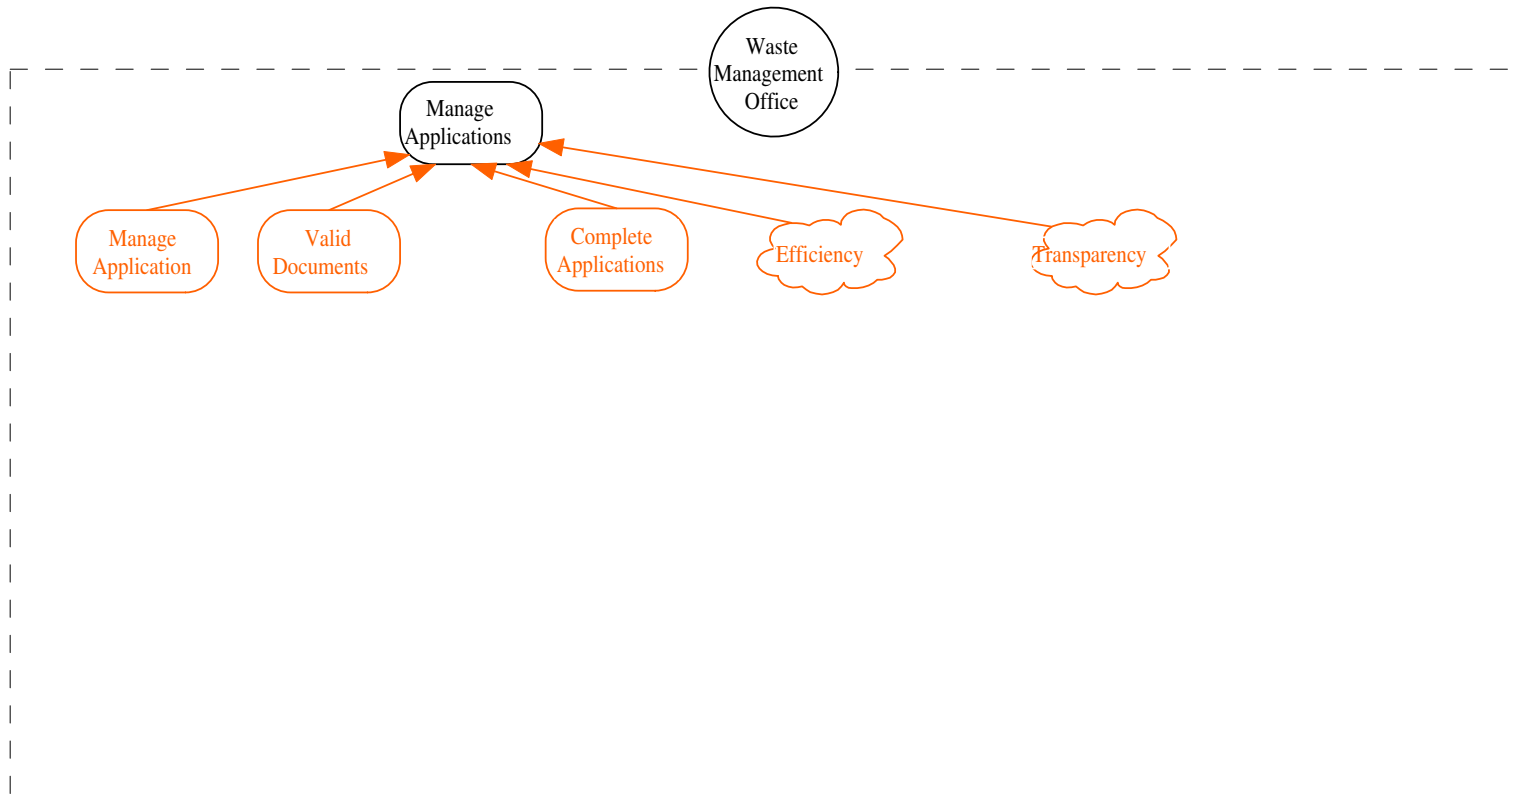 Waste
Management
Office
Manage
Applications
Manage
Application
Valid
Documents
Complete
Applications
Efficiency
Transparency